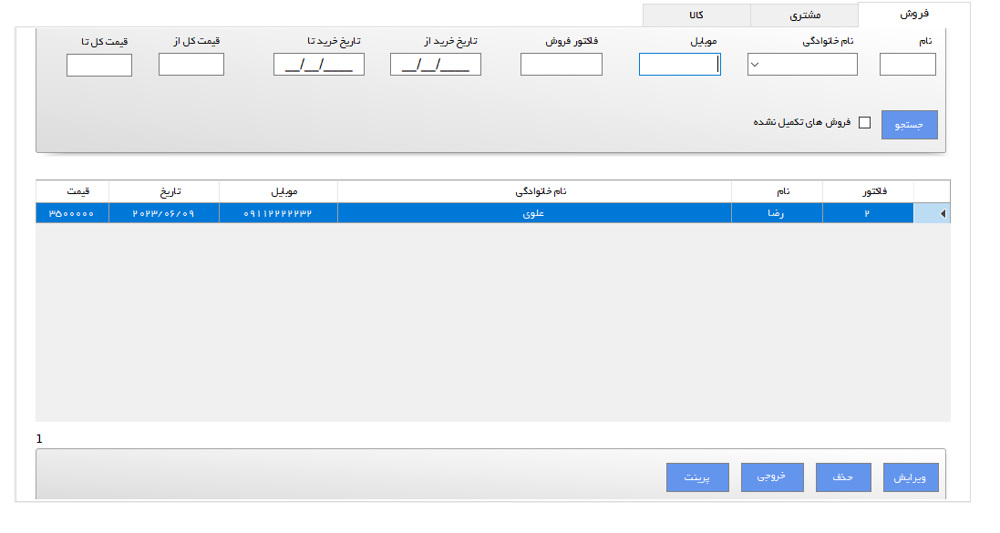 فروش مشتری کالا
نام نام خانوادگی موبایل فاکتور فروش تاریخ خرید از تاریخ خرید تا قیمت کل از قیمت کل تا
__/__/____ __/__/____
جستجو فروش های تکمیل نشده
فاکتور نام نام خانوادگی موبایل تاریخ قیمت
۲ رضا علوی ۰۹۱۱۲۲۲۲۲۳۲ ۲۰۲۳/۰۶/۰۹ ۳۵۰۰۰۰۰
1
ویرایش حذف خروجی پرینت